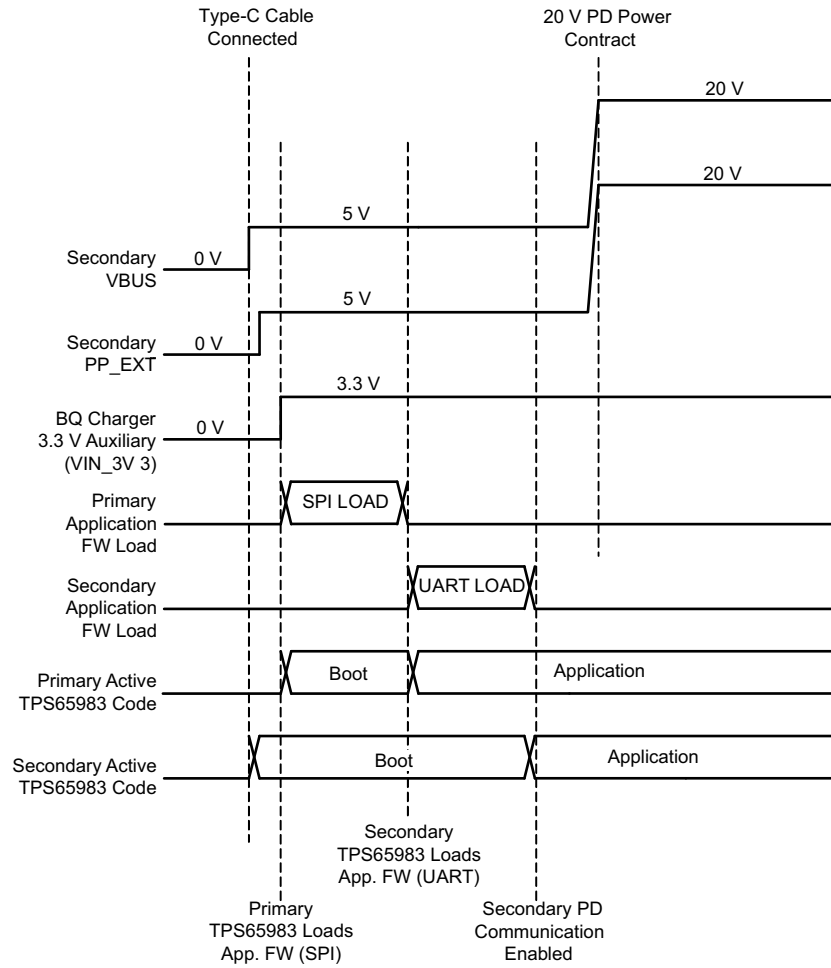 Type-C Cable
Connected
20 V PD Power
Contract
20 V
20 V
5 V
Secondary
VBUS
0 V
5 V
Secondary
PP_EXT
0 V
3.3 V
BQ Charger
3.3 V Auxiliary
(VIN_3V 3)
0 V
Primary
Application
FW Load
SPI LOAD
Secondary
Application
FW Load
UART LOAD
Primary Active
TPS65983 Code
Boot
Application
Secondary Active
TPS65983 Code
Boot
Application
Secondary
TPS65983 Loads
App. FW (UART)
Primary
TPS65983 Loads
App. FW (SPI)
Secondary PD
Communication
Enabled